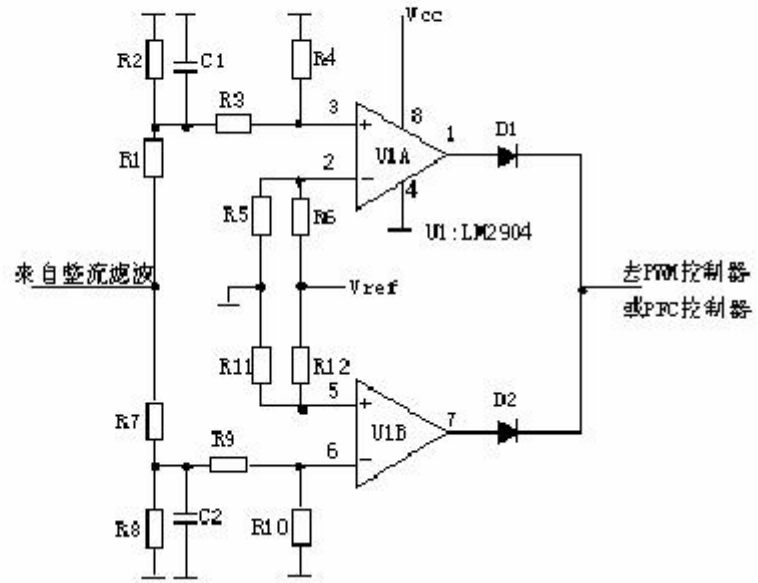 Vcc
R2
C1
R4
R3
3
8
1
D1
R1
2
U1A
4
R5
R6
U1:LM2904
来自整流滤波
Vref
去PWM控制器
或PFC控制器
R11
R12
5
D2
R7
R9
U1B
7
6
R8
C2
R10